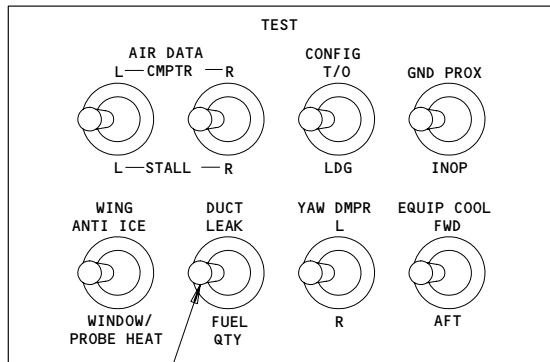 TEST
AIR DATA
L CMPTR R
CONFIG
T/O
GND PROX
L STALL R
LDG
INOP
WING
ANTI ICE
DUCT
LEAK
YAW DMPR
L
EQUIP COOL
FWD
WINDOW/
PROBE HEAT
FUEL
QTY
R
AFT